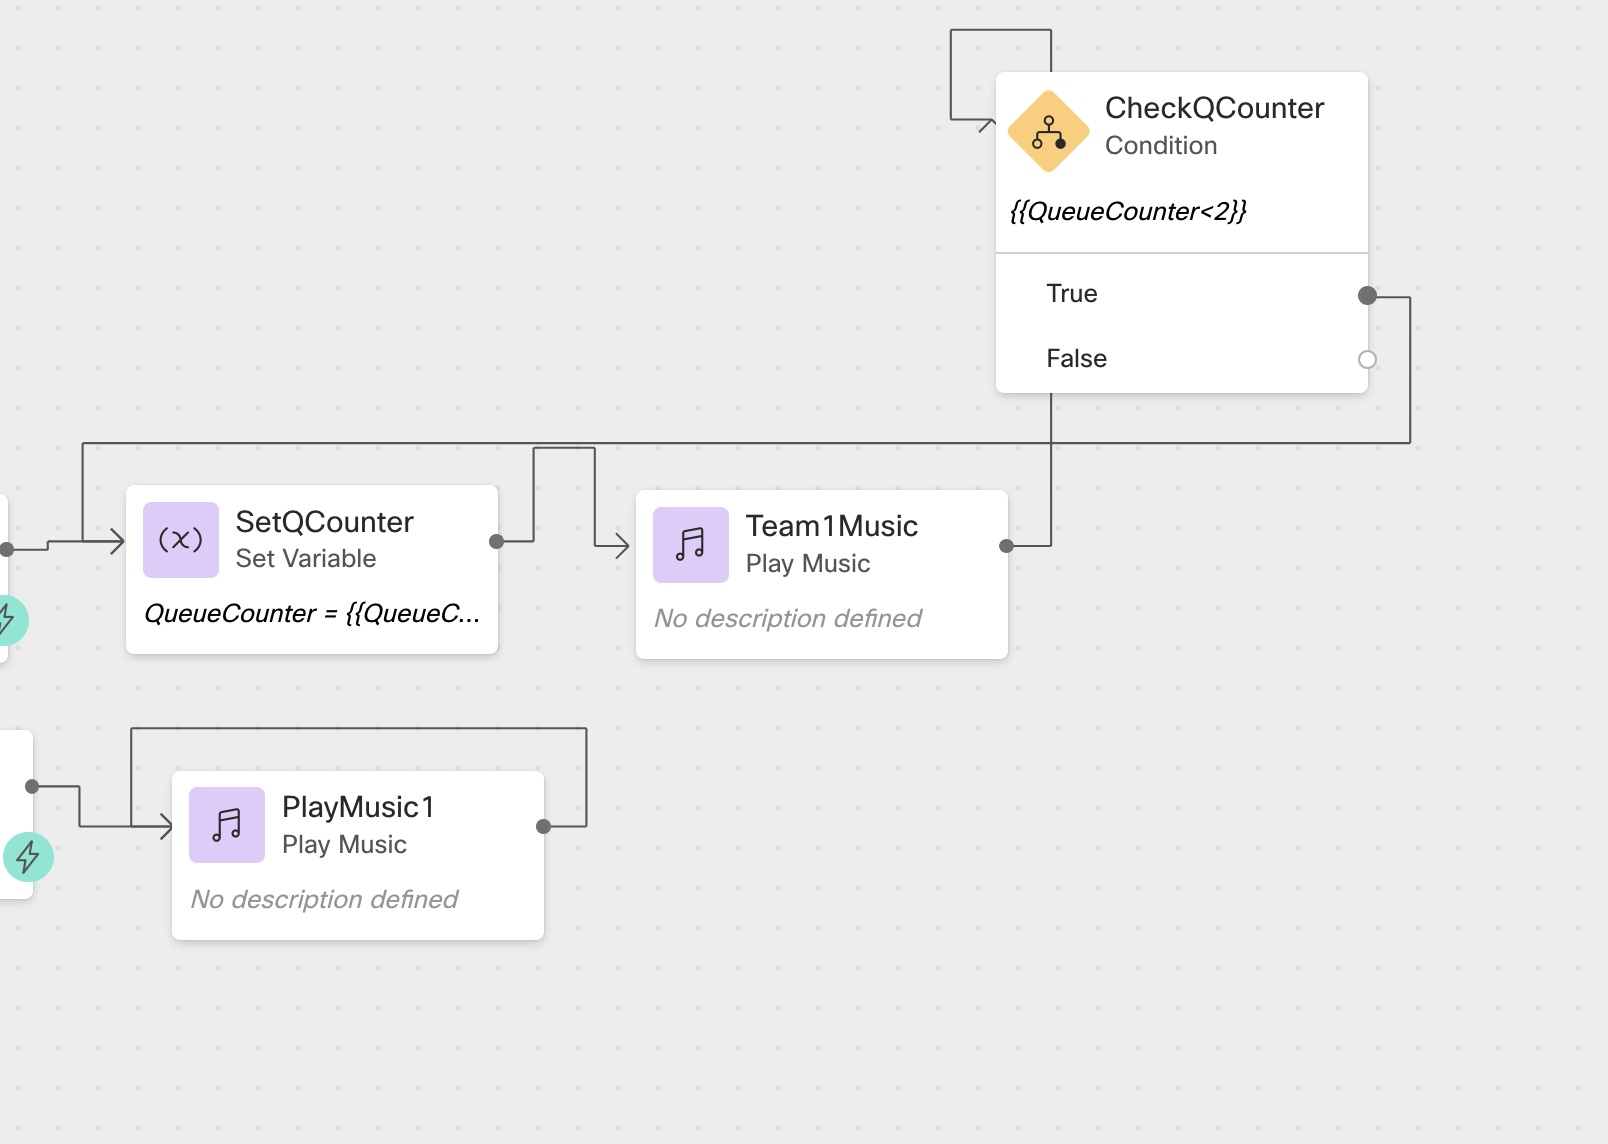 CheckQCounter
Condition
{{QueueCounter<2}}
True
False
SetQCounter
Set Variable
QueueCounter = {{QueueC...
Team1Music
Play Music
No description defined
PlayMusic1
Play Music
No description defined